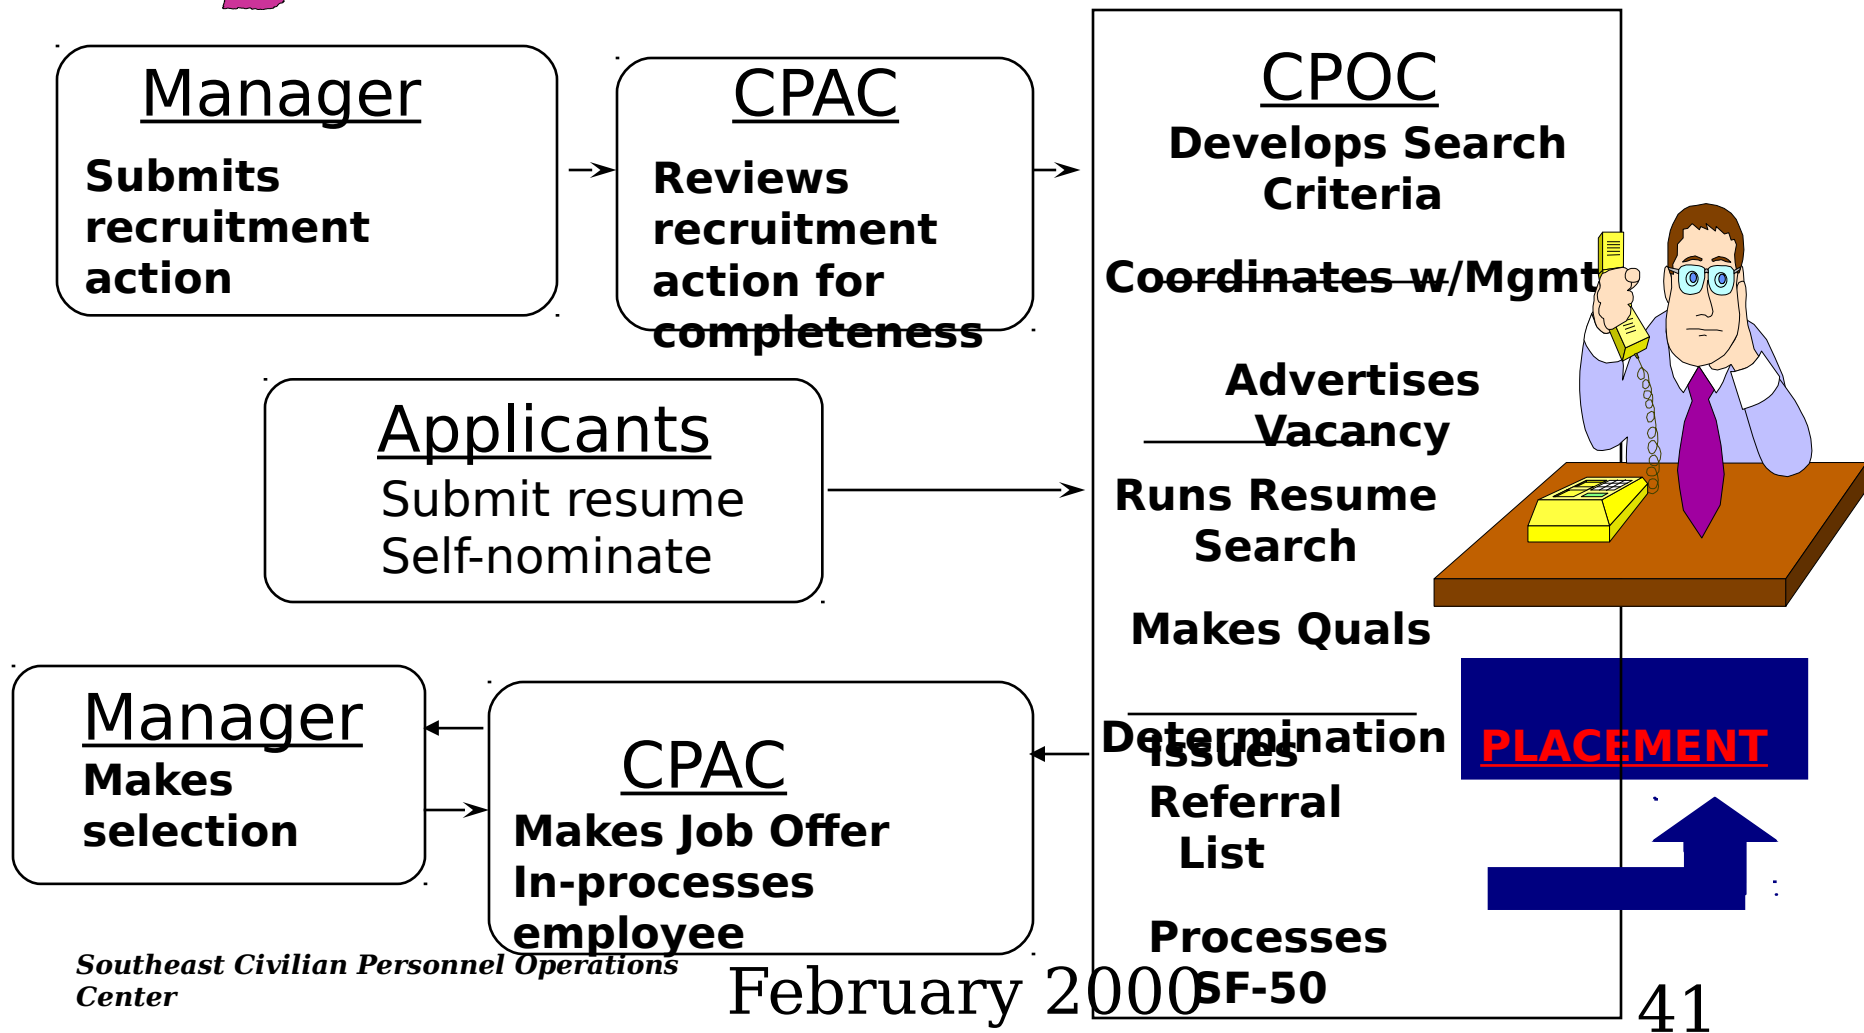 Manager
Submits
recruitment
action
CPAC
Reviews
recruitment
action for
completeness
Applicants
Submit resume
Self-nominate
Manager
Makes
selection
CPAC
Makes Job Offer
In-processes
employee
CPOC
Develops Search
Criteria
Coordinates w/Mgmt
Advertises
Vacancy
Runs Resume
Search
Makes Quals
Determination
Issues
Referral
List
Processes
SF-50
PLACEMENT
Southeast Civilian Personnel Operations
Center
February 2000
41